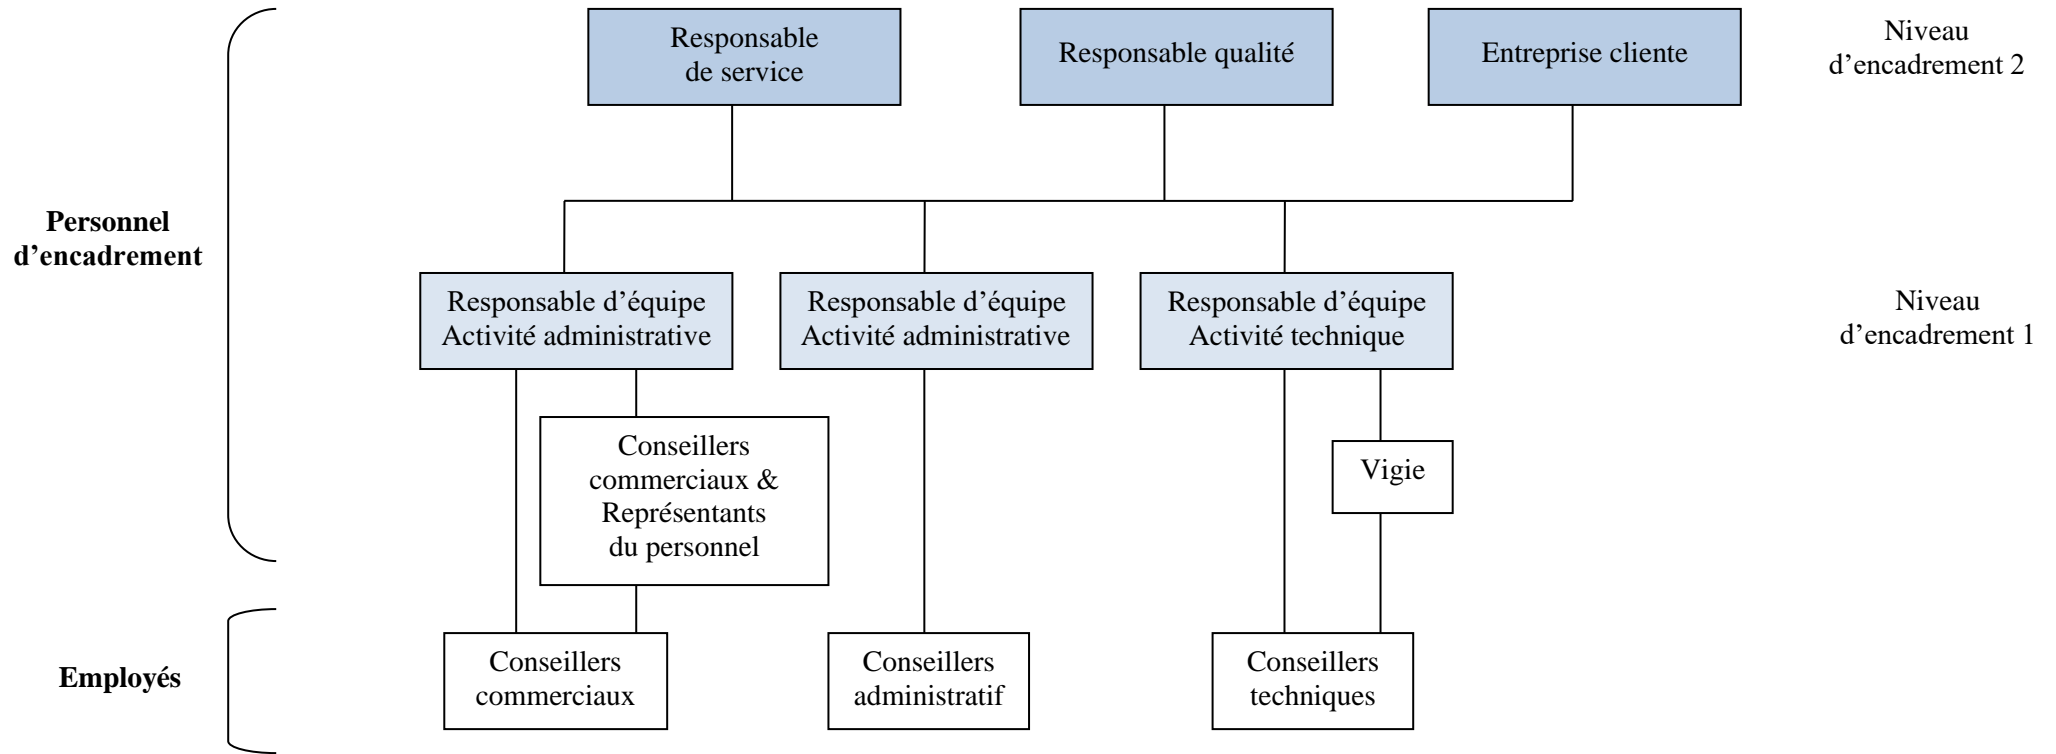 Responsable
de service
Responsable qualité
Entreprise cliente
Niveau
d’encadrement 2
Personnel
d’encadrement
Responsable d’équipe
Activité administrative
Responsable d’équipe
Activité administrative
Responsable d’équipe
Activité technique
Niveau
d’encadrement 1
Conseillers
commerciaux &
Représentants
du personnel
Vigie
Employés
Conseillers
commerciaux
Conseillers
administratif
Conseillers
techniques